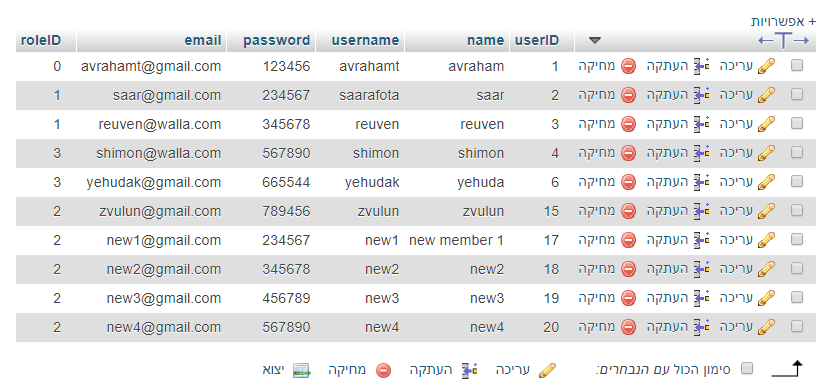 + אפשרויות
userID name username password email roleID
עריכה העתקה מחיקה 1 avraham avrahamt 123456 avrahamt@gmail.com 0
עריכה העתקה מחיקה 2 saar saarafota 234567 saar@gmail.com 1
עריכה העתקה מחיקה 3 reuven reuven 345678 reuven@walla.com 1
עריכה העתקה מחיקה 4 shimon shimon 567890 shimon@walla.com 3
עריכה העתקה מחיקה 6 yehuda yehudak 665544 yehudak@gmail.com 3
עריכה העתקה מחיקה 15 zvulun zvulun 789456 zvulun@gmail.com 2
עריכה העתקה מחיקה 17 new member 1 new1 234567 new1@gmail.com 2
עריכה העתקה מחיקה 18 new2 new2 345678 new2@gmail.com 2
עריכה העתקה מחיקה 19 new3 new3 456789 new3@gmail.com 2
עריכה העתקה מחיקה 20 new4 new4 567890 new4@gmail.com 2
סימון הכול עם הנבחרים: עריכה העתקה מחיקה יצוא